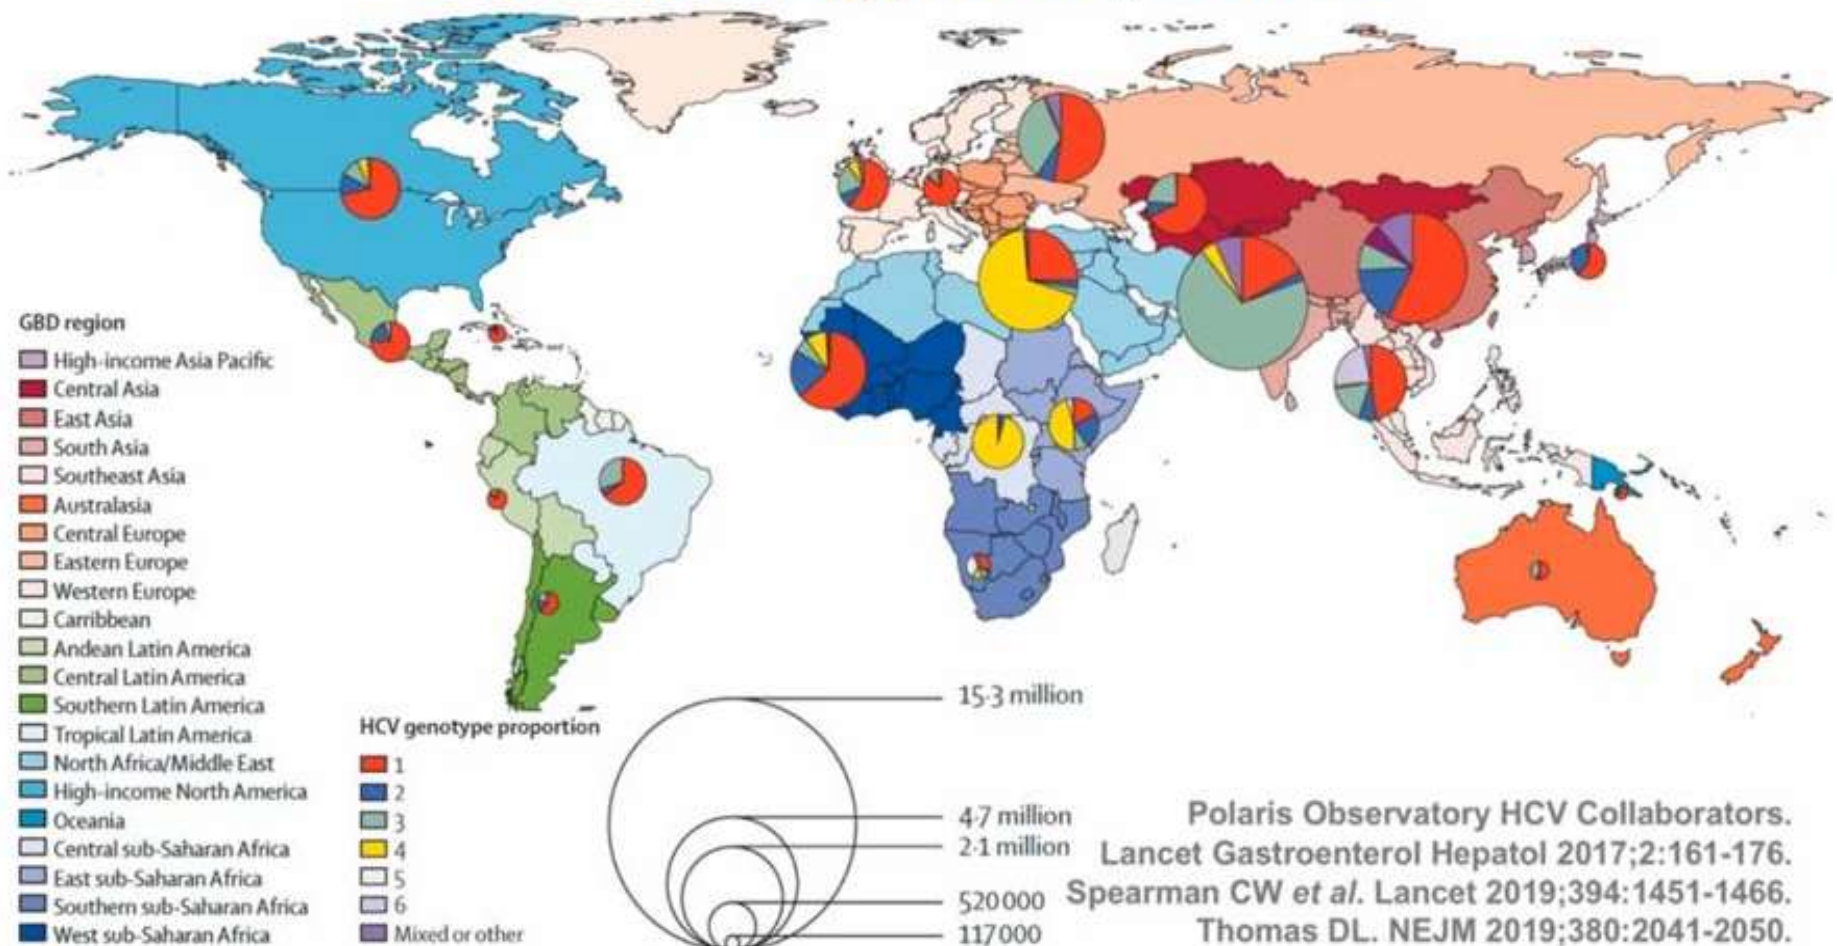 GBD region
High-income Asia Pacific
Central Asia
East Asia
South Asia
Southeast Asia
Australasia
Central Europe
Eastern Europe
Western Europe
Carribbean
Andean Latin America
Central Latin America
Southern Latin America
Tropical Latin America
North Africa/Middle East
High-income North America
Oceania
Central sub-Saharan Africa
East sub-Saharan Africa
Southern sub-Saharan Africa
West sub-Saharan Africa
HCV genotype proportion
1
2
3
4
5
6
Mixed or other
15·3 million
4·7 million
2·1 million
520 000
117 000
Polaris Observatory HCV Collaborators.
Lancet Gastroenterol Hepatol 2017;2:161-176.
Spearman CW et al. Lancet 2019;394:1451-1466.
Thomas DL. NEJM 2019;380:2041-2050.